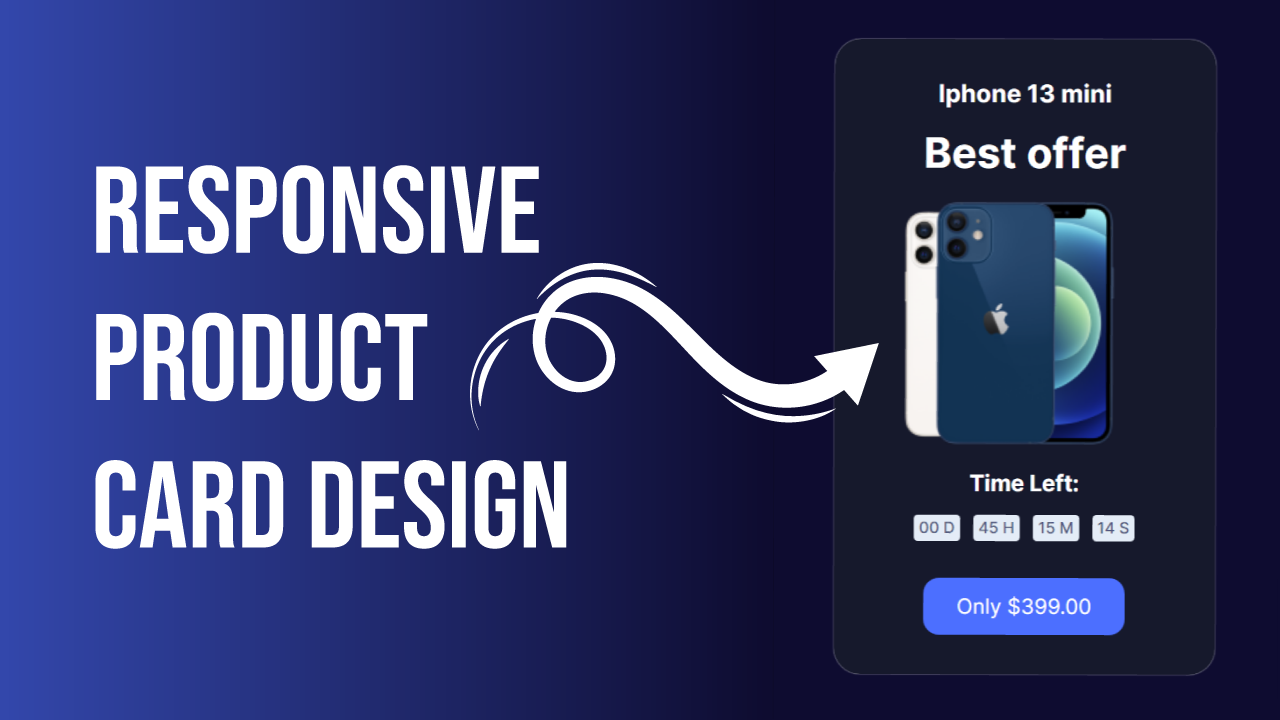 RESPONSIVE
PRODUCT
CARD DESIGN
Iphone 13 mini
Best offer
Time Left:
00 D 45 H 15 M 14 S
Only $399.00